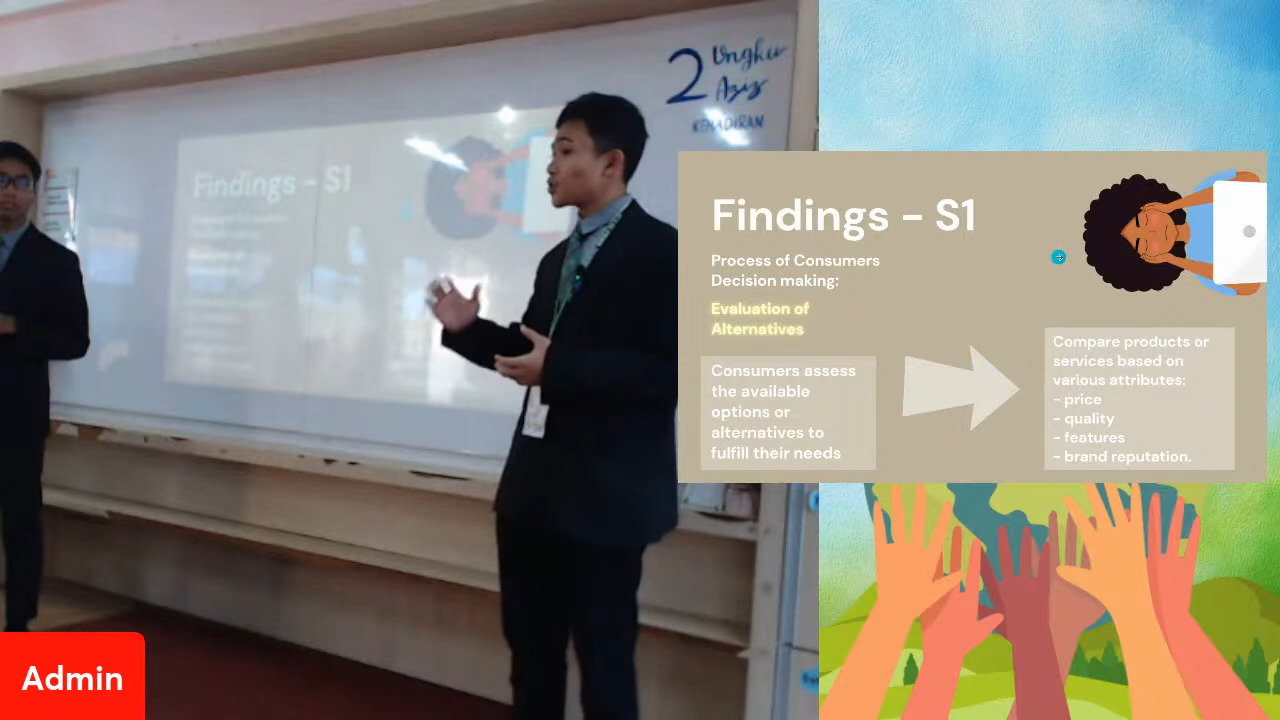 2 Ungku
Aziz
KEHADIRAN
Findings - S1
Findings - S1
Process of Consumers
Decision making:
Evaluation of
Alternatives
Consumers assess
the available
options or
alternatives to
fulfill their needs
Compare products or
services based on
various attributes:
- price
- quality
- features
- brand reputation.
Admin